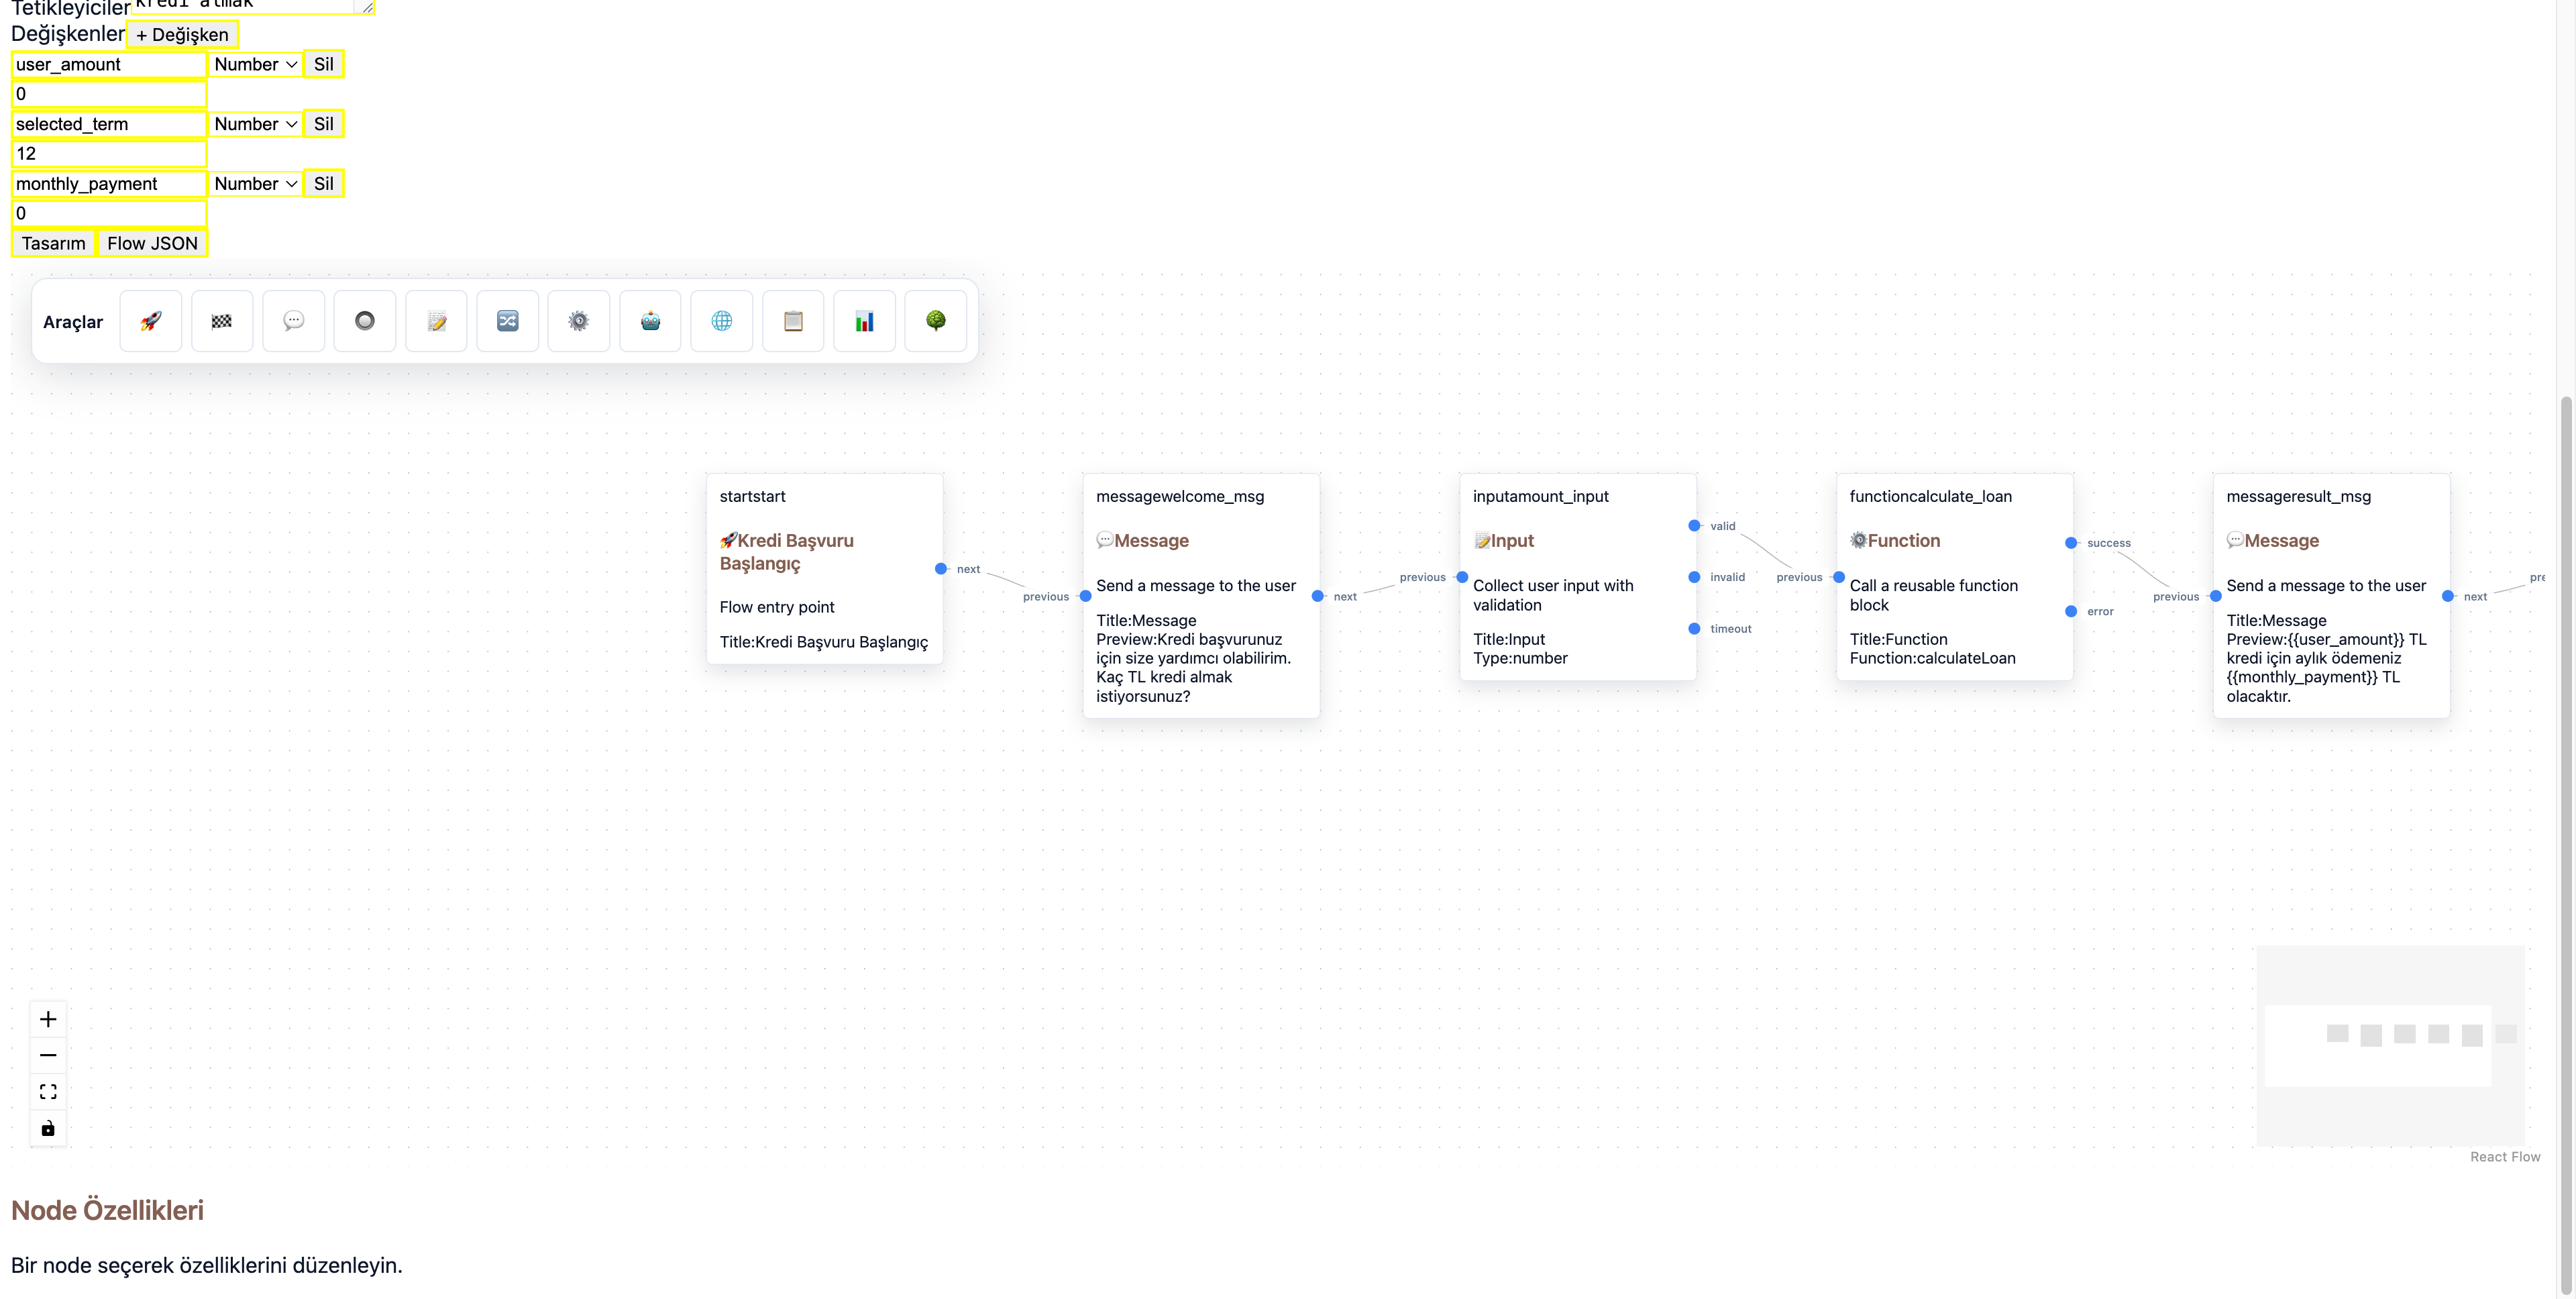 Tetikleyiciler kredi almak
Değişkenler + Değişken
user_amount Number Sil
0
selected_term Number Sil
12
monthly_payment Number Sil
0
Tasarım Flow JSON
Araçlar
startstart
🚀Kredi Başvuru
Başlangıç
Flow entry point
Title:Kredi Başvuru Başlangıç
next
previous
messagewelcome_msg
💬Message
Send a message to the user
Title:Message
Preview:Kredi başvurunuz
için size yardımcı olabilirim.
Kaç TL kredi almak
istiyorsunuz?
next
previous
inputamount_input
📝Input
Collect user input with
validation
Title:Input
Type:number
valid
invalid
timeout
previous
functioncalculate_loan
⚙️Function
Call a reusable function
block
Title:Function
Function:calculateLoan
success
error
previous
messageresult_msg
💬Message
Send a message to the user
Title:Message
Preview:{{user_amount}} TL
kredi için aylık ödemeniz
{{monthly_payment}} TL
olacaktır.
next
pre
React Flow
Node Özellikleri
Bir node seçerek özelliklerini düzenleyin.